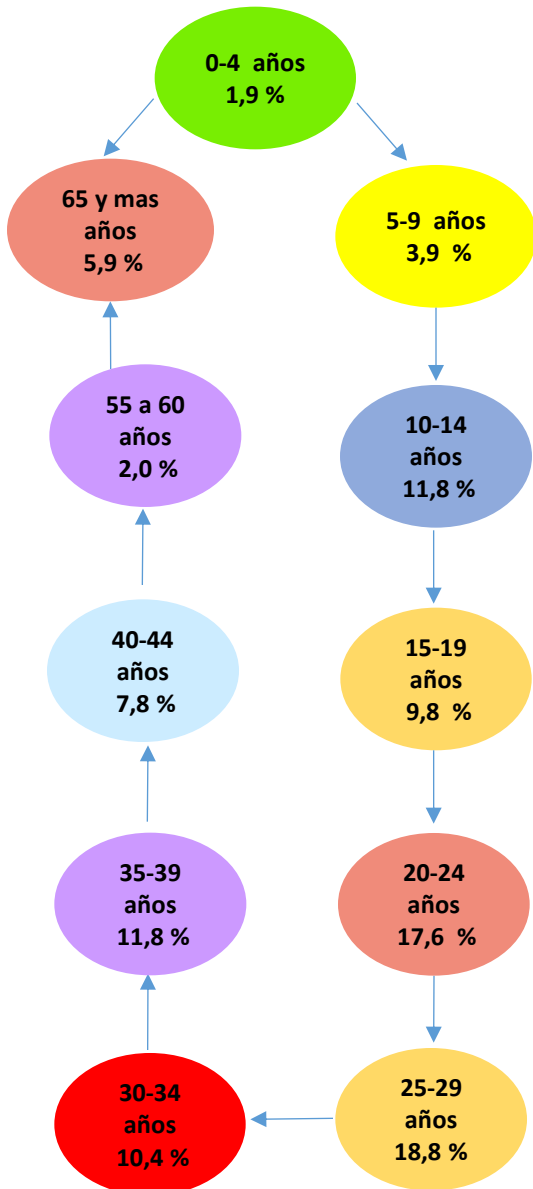 0-4 años
1,9 %
5-9 años
3,9 %
10-14
años
11,8 %
15-19
años
9,8 %
20-24
años
17,6 %
25-29
años
18,8 %
30-34
años
10,4 %
35-39
años
11,8 %
40-44
años
7,8 %
55 a 60
años
2,0 %
65 y mas
años
5,9 %